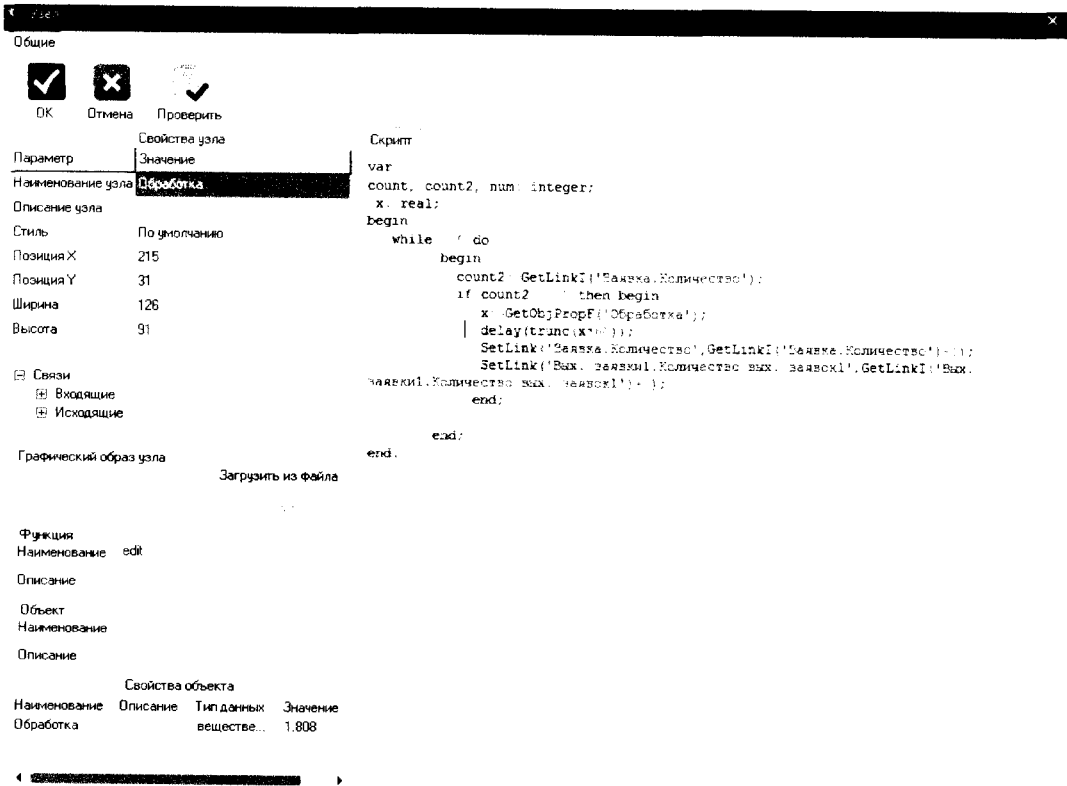 Узел
Общие
ОК Отмена Проверить
Свойства узла
Параметр Значение
Наименование узла Обработка
Описание узла
Стиль По умолчанию
Позиция X 215
Позиция Y 31
Ширина 126
Высота 91
Связи
Входящие
Исходящие
Графический образ узла
Загрузить из файла
Функция
Наименование edit
Описание
Объект
Наименование
Описание
Свойства объекта
Наименование Описание Тип данных Значение
Обработка веществе... 1.808
Скрипт
var
count, count2, num: integer;
x: real;
begin
while do
begin
count2: GetLinkI('Заявка.Количество');
if count2 then begin
x: GetObjPropF('Обработка');
delay(trunc(x* ));
SetLink('Заявка.Количество',GetLinkI('Заявка.Количество')- );
SetLink('Вых. заявки1.Количество вых. заявок1',GetLinkI('Вых.
заявки1.Количество вых. заявок1')+ );
end;
end;
end.